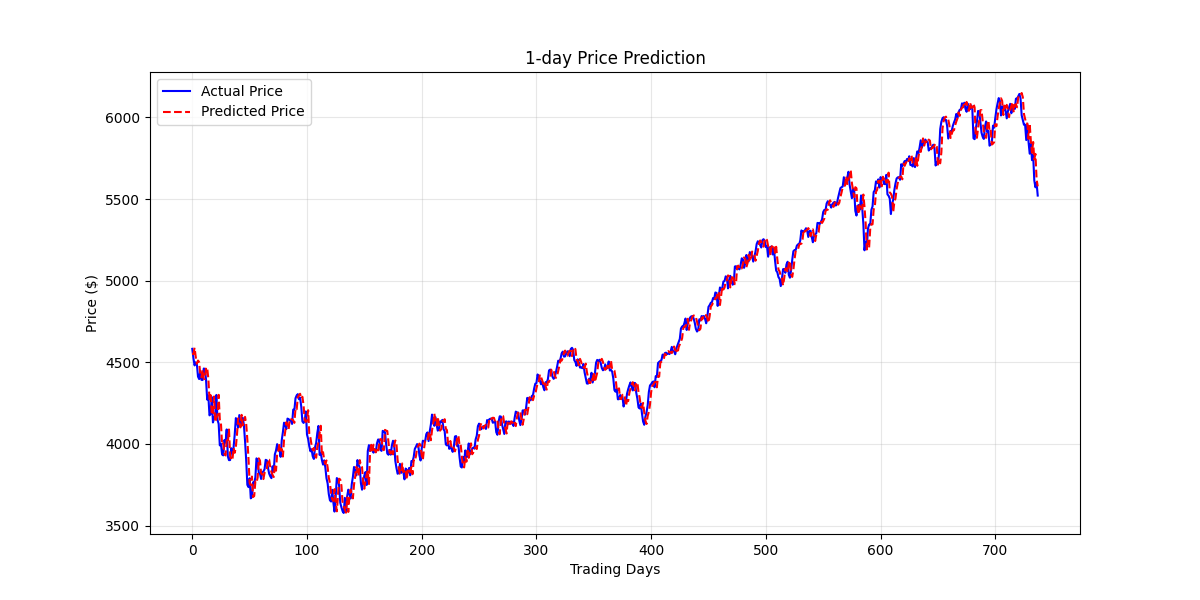 1-day Price Prediction
Actual Price
Predicted Price
Price ($)
6000
5500
5000
4500
4000
3500
0 100 200 300 400 500 600 700
Trading Days